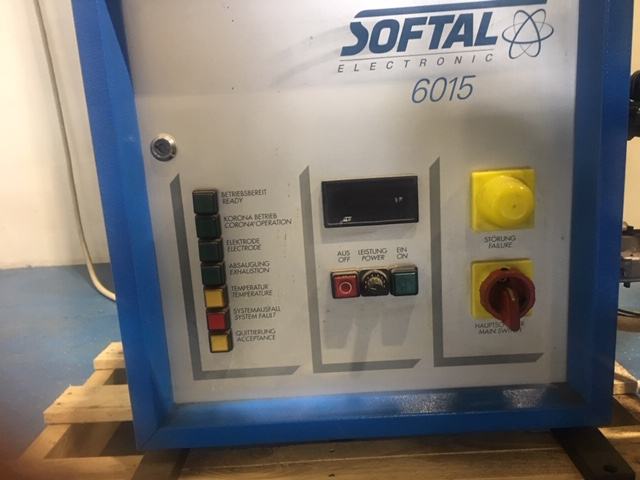 SOFTAL
ELECTRONIC
6015
BETRIEBSBEREIT
READY
KORONA BETRIEB
CORONA OPERATION
ELEKTRODE
ELECTRODE
ABSAUGUNG
EXHAUSTION
TEMPERATUR
TEMPERATURE
SYSTEMAUSFALL
SYSTEM FAULT
QUITTIERUNG
ACCEPTANCE
AUS
OFF
LEISTUNG
POWER
EIN
ON
STÖRUNG
FAILURE
MAIN